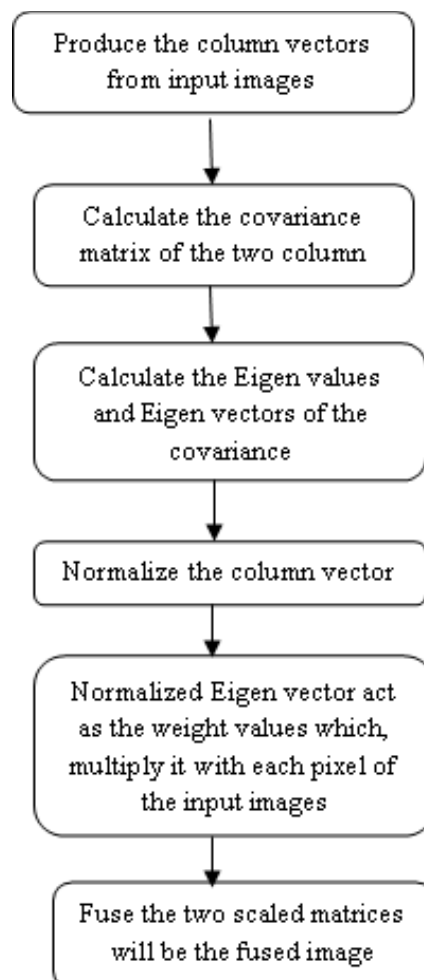 Produce the column vectors
from input images
Calculate the covariance
matrix of the two column
Calculate the Eigen values
and Eigen vectors of the
covariance
Normalize the column vector
Normalized Eigen vector act
as the weight values which,
multiply it with each pixel of
the input images
Fuse the two scaled matrices
will be the fused image